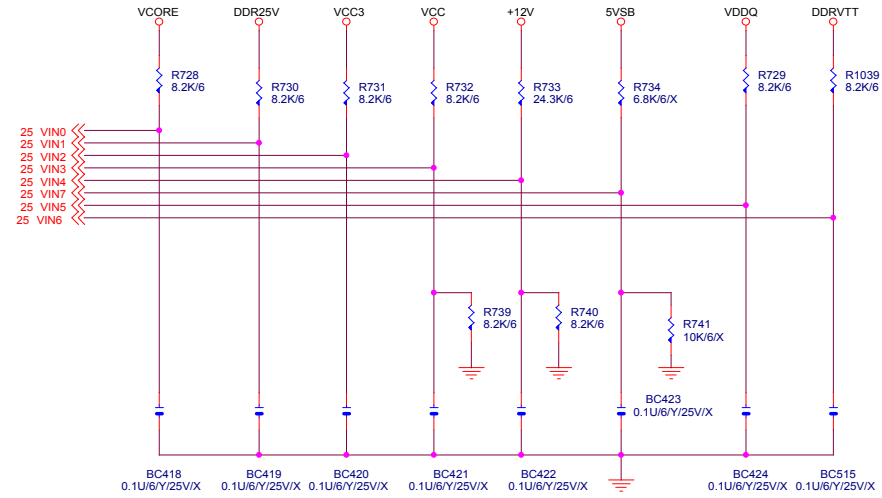 VCORE DDR25V VCC3 VCC +12V 5VSB VDDQ DDRVTT
R728 8.2K/6
R730 8.2K/6
R731 8.2K/6
R732 8.2K/6
R733 24.3K/6
R734 6.8K/6/X
R729 8.2K/6
R1039 8.2K/6
25 VIN0
25 VIN1
25 VIN2
25 VIN3
25 VIN4
25 VIN7
25 VIN5
25 VIN6
R739 8.2K/6
R740 8.2K/6
R741 10K/6/X
BC423 0.1U/6/Y/25V/X
BC418 0.1U/6/Y/25V/X
BC419 0.1U/6/Y/25V/X
BC420 0.1U/6/Y/25V/X
BC421 0.1U/6/Y/25V/X
BC422 0.1U/6/Y/25V/X
BC424 0.1U/6/Y/25V/X
BC515 0.1U/6/Y/25V/X